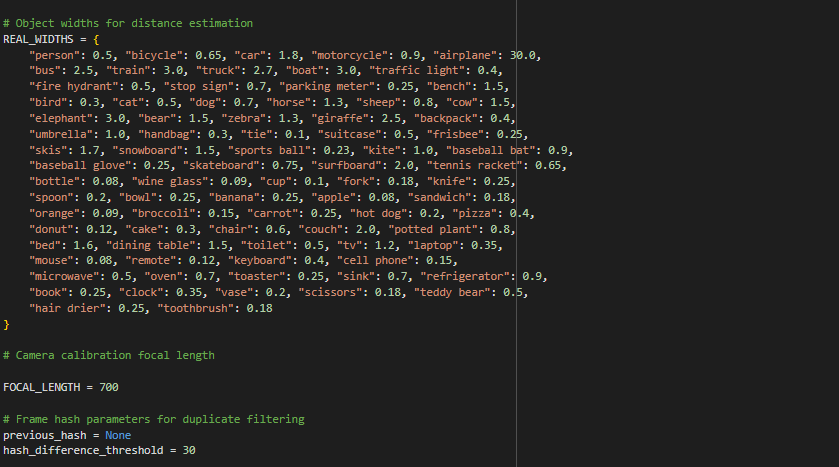 # Object widths for distance estimation
REAL_WIDTHS = {
    "person": 0.5, "bicycle": 0.65, "car": 1.8, "motorcycle": 0.9, "airplane": 30.0,
    "bus": 2.5, "train": 3.0, "truck": 2.7, "boat": 3.0, "traffic light": 0.4,
    "fire hydrant": 0.5, "stop sign": 0.7, "parking meter": 0.25, "bench": 1.5,
    "bird": 0.3, "cat": 0.5, "dog": 0.7, "horse": 1.3, "sheep": 0.8, "cow": 1.5,
    "elephant": 3.0, "bear": 1.5, "zebra": 1.3, "giraffe": 2.5, "backpack": 0.4,
    "umbrella": 1.0, "handbag": 0.3, "tie": 0.1, "suitcase": 0.5, "frisbee": 0.25,
    "skis": 1.7, "snowboard": 1.5, "sports ball": 0.23, "kite": 1.0, "baseball bat": 0.9,
    "baseball glove": 0.25, "skateboard": 0.75, "surfboard": 2.0, "tennis racket": 0.65,
    "bottle": 0.08, "wine glass": 0.09, "cup": 0.1, "fork": 0.18, "knife": 0.25,
    "spoon": 0.2, "bowl": 0.25, "banana": 0.25, "apple": 0.08, "sandwich": 0.18,
    "orange": 0.09, "broccoli": 0.15, "carrot": 0.25, "hot dog": 0.2, "pizza": 0.4,
    "donut": 0.12, "cake": 0.3, "chair": 0.6, "couch": 2.0, "potted plant": 0.8,
    "bed": 1.6, "dining table": 1.5, "toilet": 0.5, "tv": 1.2, "laptop": 0.35,
    "mouse": 0.08, "remote": 0.12, "keyboard": 0.4, "cell phone": 0.15,
    "microwave": 0.5, "oven": 0.7, "toaster": 0.25, "sink": 0.7, "refrigerator": 0.9,
    "book": 0.25, "clock": 0.35, "vase": 0.2, "scissors": 0.18, "teddy bear": 0.5,
    "hair drier": 0.25, "toothbrush": 0.18
}
# Camera calibration focal length
FOCAL_LENGTH = 700
# Frame hash parameters for duplicate filtering
previous_hash = None
hash_difference_threshold = 30